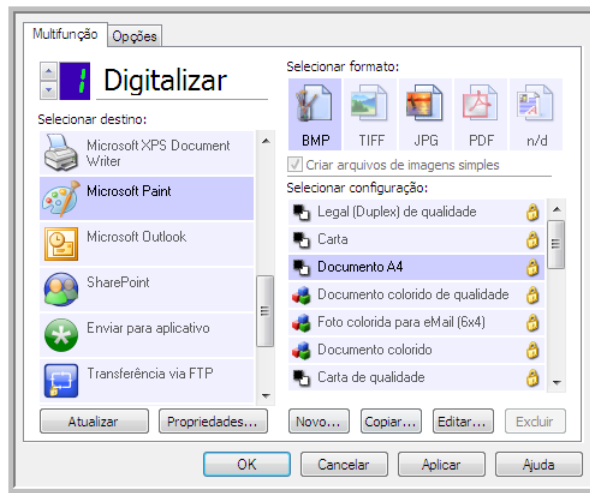 Multifunção
Opções
1
Digitalizar
Selecionar destino:
Microsoft XPS Document
Writer
Microsoft Paint
Microsoft Outlook
SharePoint
Enviar para aplicativo
Transferência via FTP
Atualizar
Propriedades...
Selecionar formato:
BMP
TIFF
JPG
PDF
n/d
Criar arquivos de imagens simples
Selecionar configuração:
Legal (Duplex) de qualidade
Carta
Documento A4
Documento colorido de qualidade
Foto colorida para eMail (6x4)
Documento colorido
Carta de qualidade
Novo...
Copiar...
Editar...
Excluir
OK
Cancelar
Aplicar
Ajuda